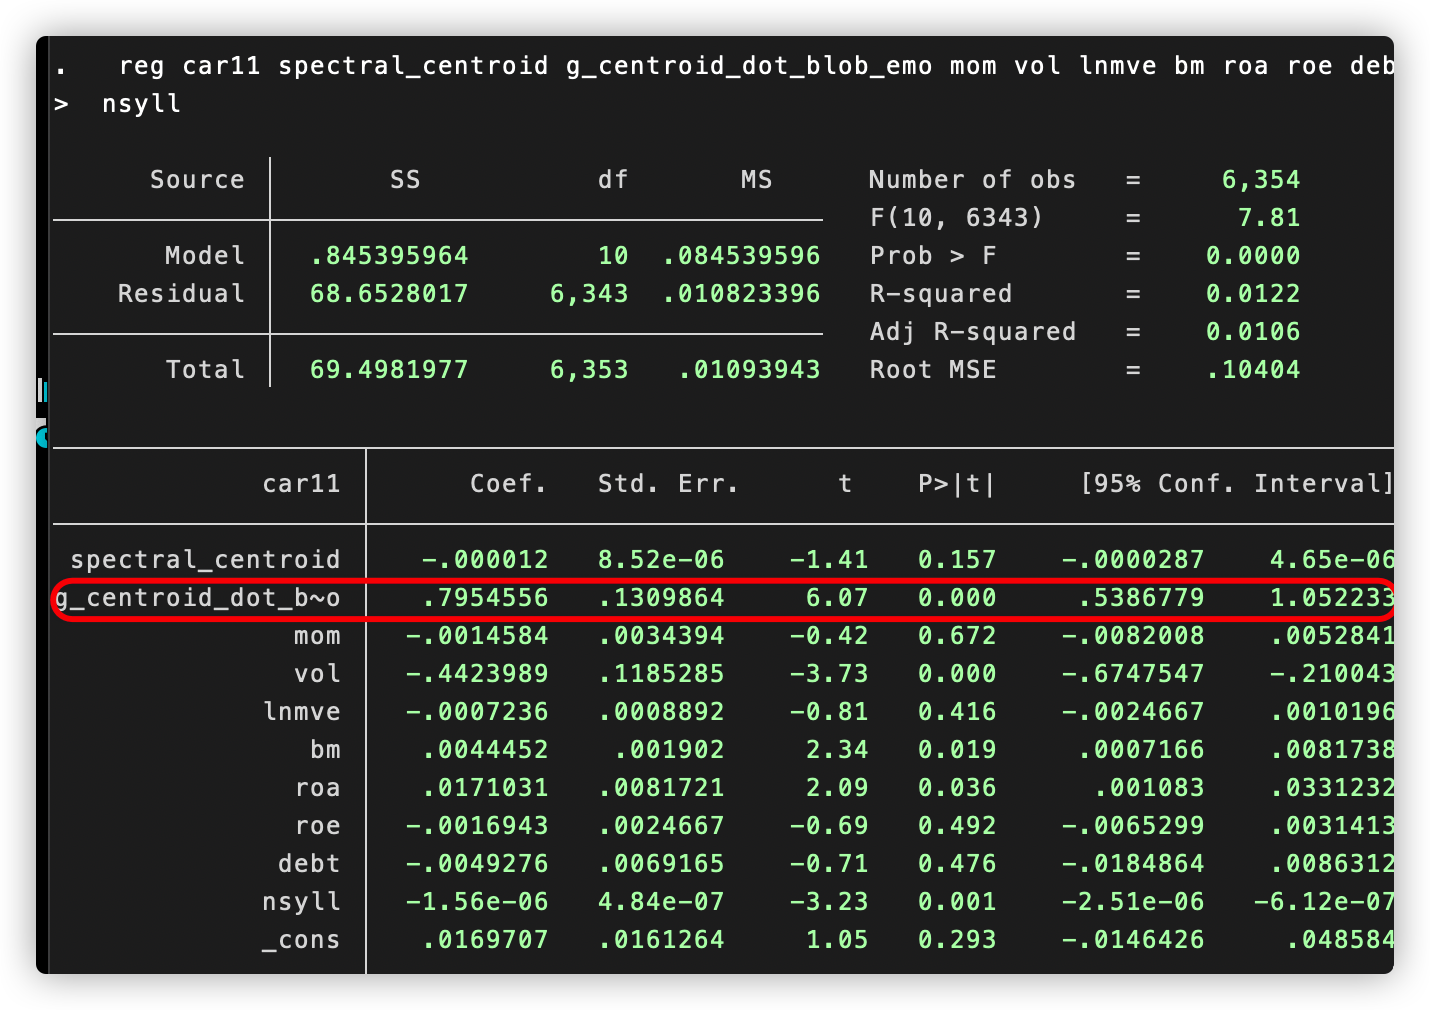 . reg car11 spectral_centroid g_centroid_dot_blob_emo mom vol lnmve bm roa roe deb
> nsyll
Source SS df MS Number of obs = 6,354
F(10, 6343) = 7.81
Model .845395964 10 .084539596 Prob > F = 0.0000
Residual 68.6528017 6,343 .010823396 R-squared = 0.0122
Adj R-squared = 0.0106
Total 69.4981977 6,353 .01093943 Root MSE = .10404
car11 Coef. Std. Err. t P>|t| [95% Conf. Interval]
spectral_centroid -.000012 8.52e-06 -1.41 0.157 -.0000287 4.65e-06
g_centroid_dot_b~o .7954556 .1309864 6.07 0.000 .5386779 1.052233
mom -.0014584 .0034394 -0.42 0.672 -.0082008 .0052841
vol -.4423989 .1185285 -3.73 0.000 -.6747547 -.210043
lnmve -.0007236 .0008892 -0.81 0.416 -.0024667 .0010196
bm .0044452 .001902 2.34 0.019 .0007166 .0081738
roa .0171031 .0081721 2.09 0.036 .001083 .0331232
roe -.0016943 .0024667 -0.69 0.492 -.0065299 .0031413
debt -.0049276 .0069165 -0.71 0.476 -.0184864 .0086312
nsyll -1.56e-06 4.84e-07 -3.23 0.001 -2.51e-06 -6.12e-07
_cons .0169707 .0161264 1.05 0.293 -.0146426 .048584